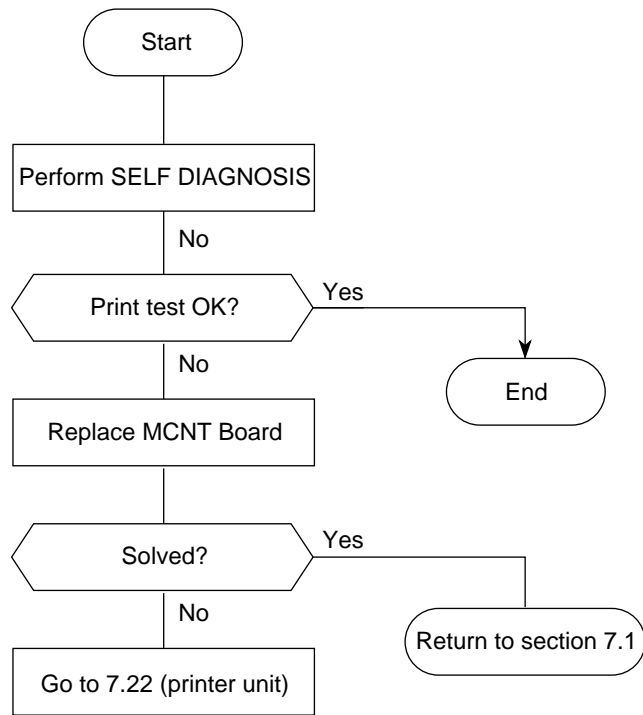 Start
Perform SELF DIAGNOSIS
No
Print test OK?
Yes
No
End
Replace MCNT Board
Solved?
Yes
No
Return to section 7.1
Go to 7.22 (printer unit)